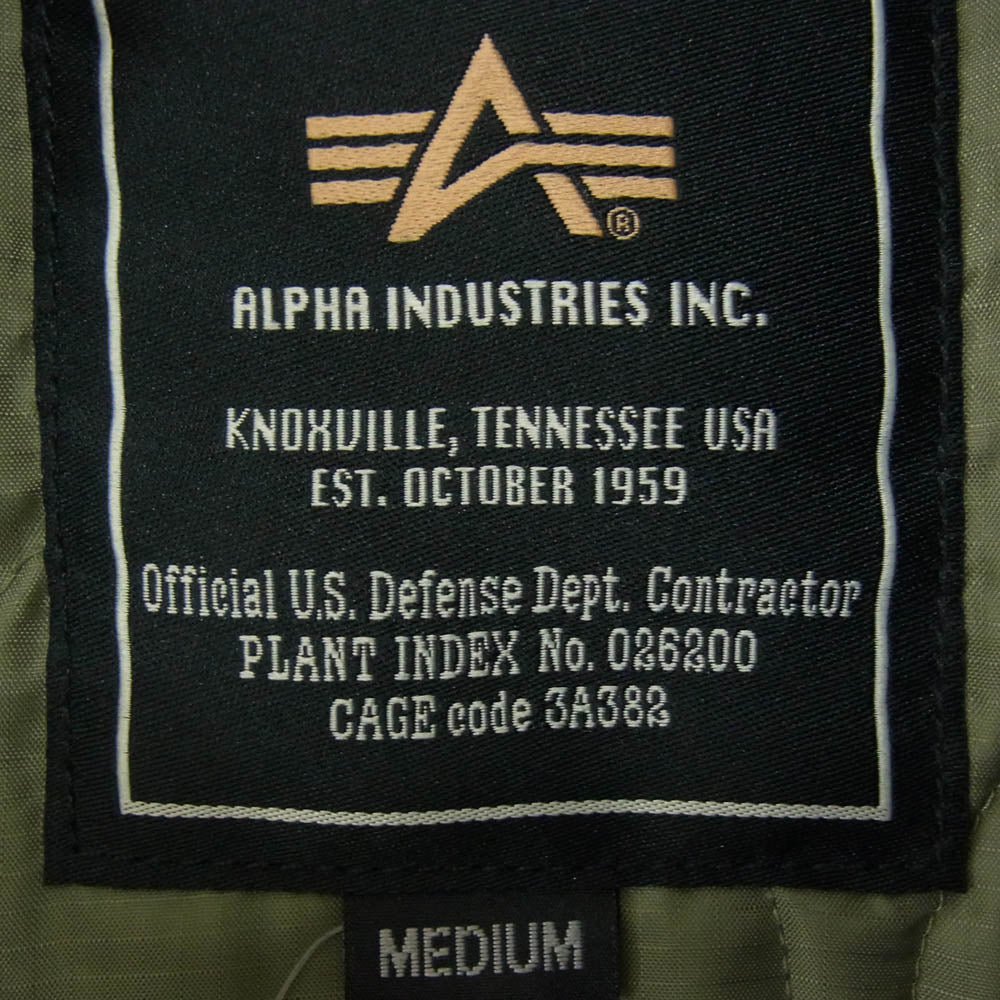 ®
ALPHA INDUSTRIES INC.
KNOXVILLE, TENNESSEE USA
EST. OCTOBER 1959
Official U.S. Defense Dept. Contractor
PLANT INDEX No. 026200
CAGE code 3A382
MEDIUM